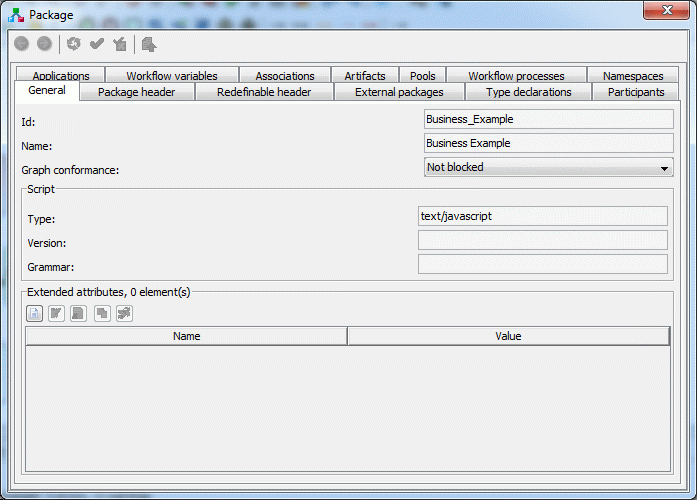 Package
Applications Workflow variables Associations Artifacts Pools Workflow processes Namespaces
General Package header Redefinable header External packages Type declarations Participants
Id: Business_Example
Name: Business Example
Graph conformance: Not blocked
Script
Type: text/javascript
Version:
Grammar:
Extended attributes, 0 element(s)
Name Value